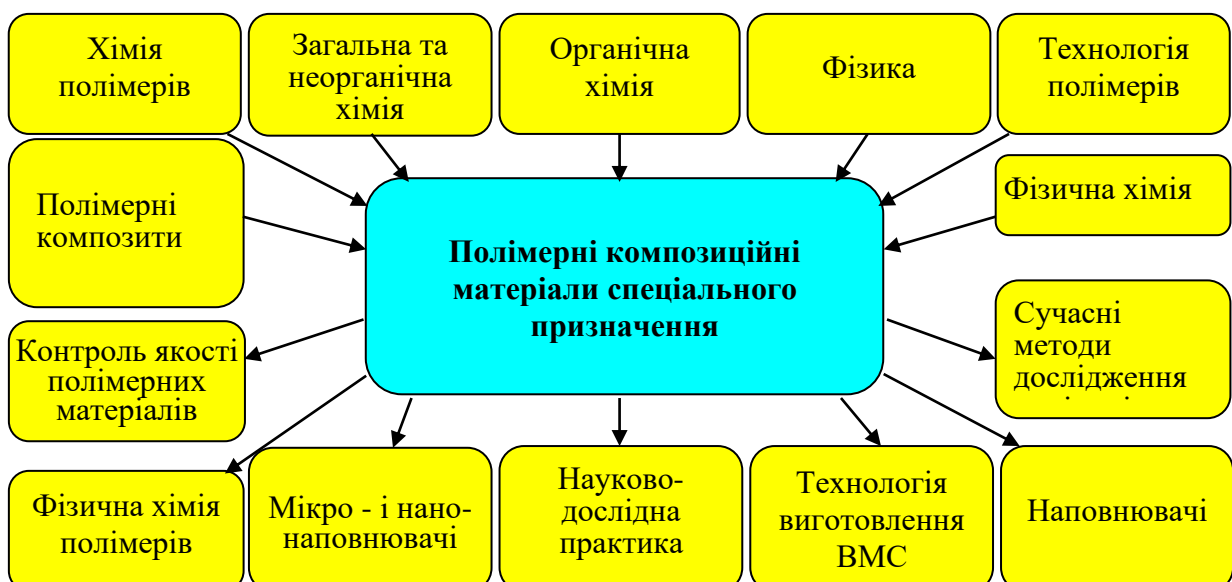 Хімія
полімерів
Загальна та
неорганічна
хімія
Органічна
хімія
Фізика
Технологія
полімерів
Полімерні
композити
Полімерні композиційні
матеріали спеціального
призначення
Фізична хімія
Контроль якості
полімерних
матеріалів
Сучасні
методи
дослідження
Фізична хімія
полімерів
Мікро - і нано-
наповнювачі
Науково-
дослідна
практика
Технологія
виготовлення
ВМС
Наповнювачі